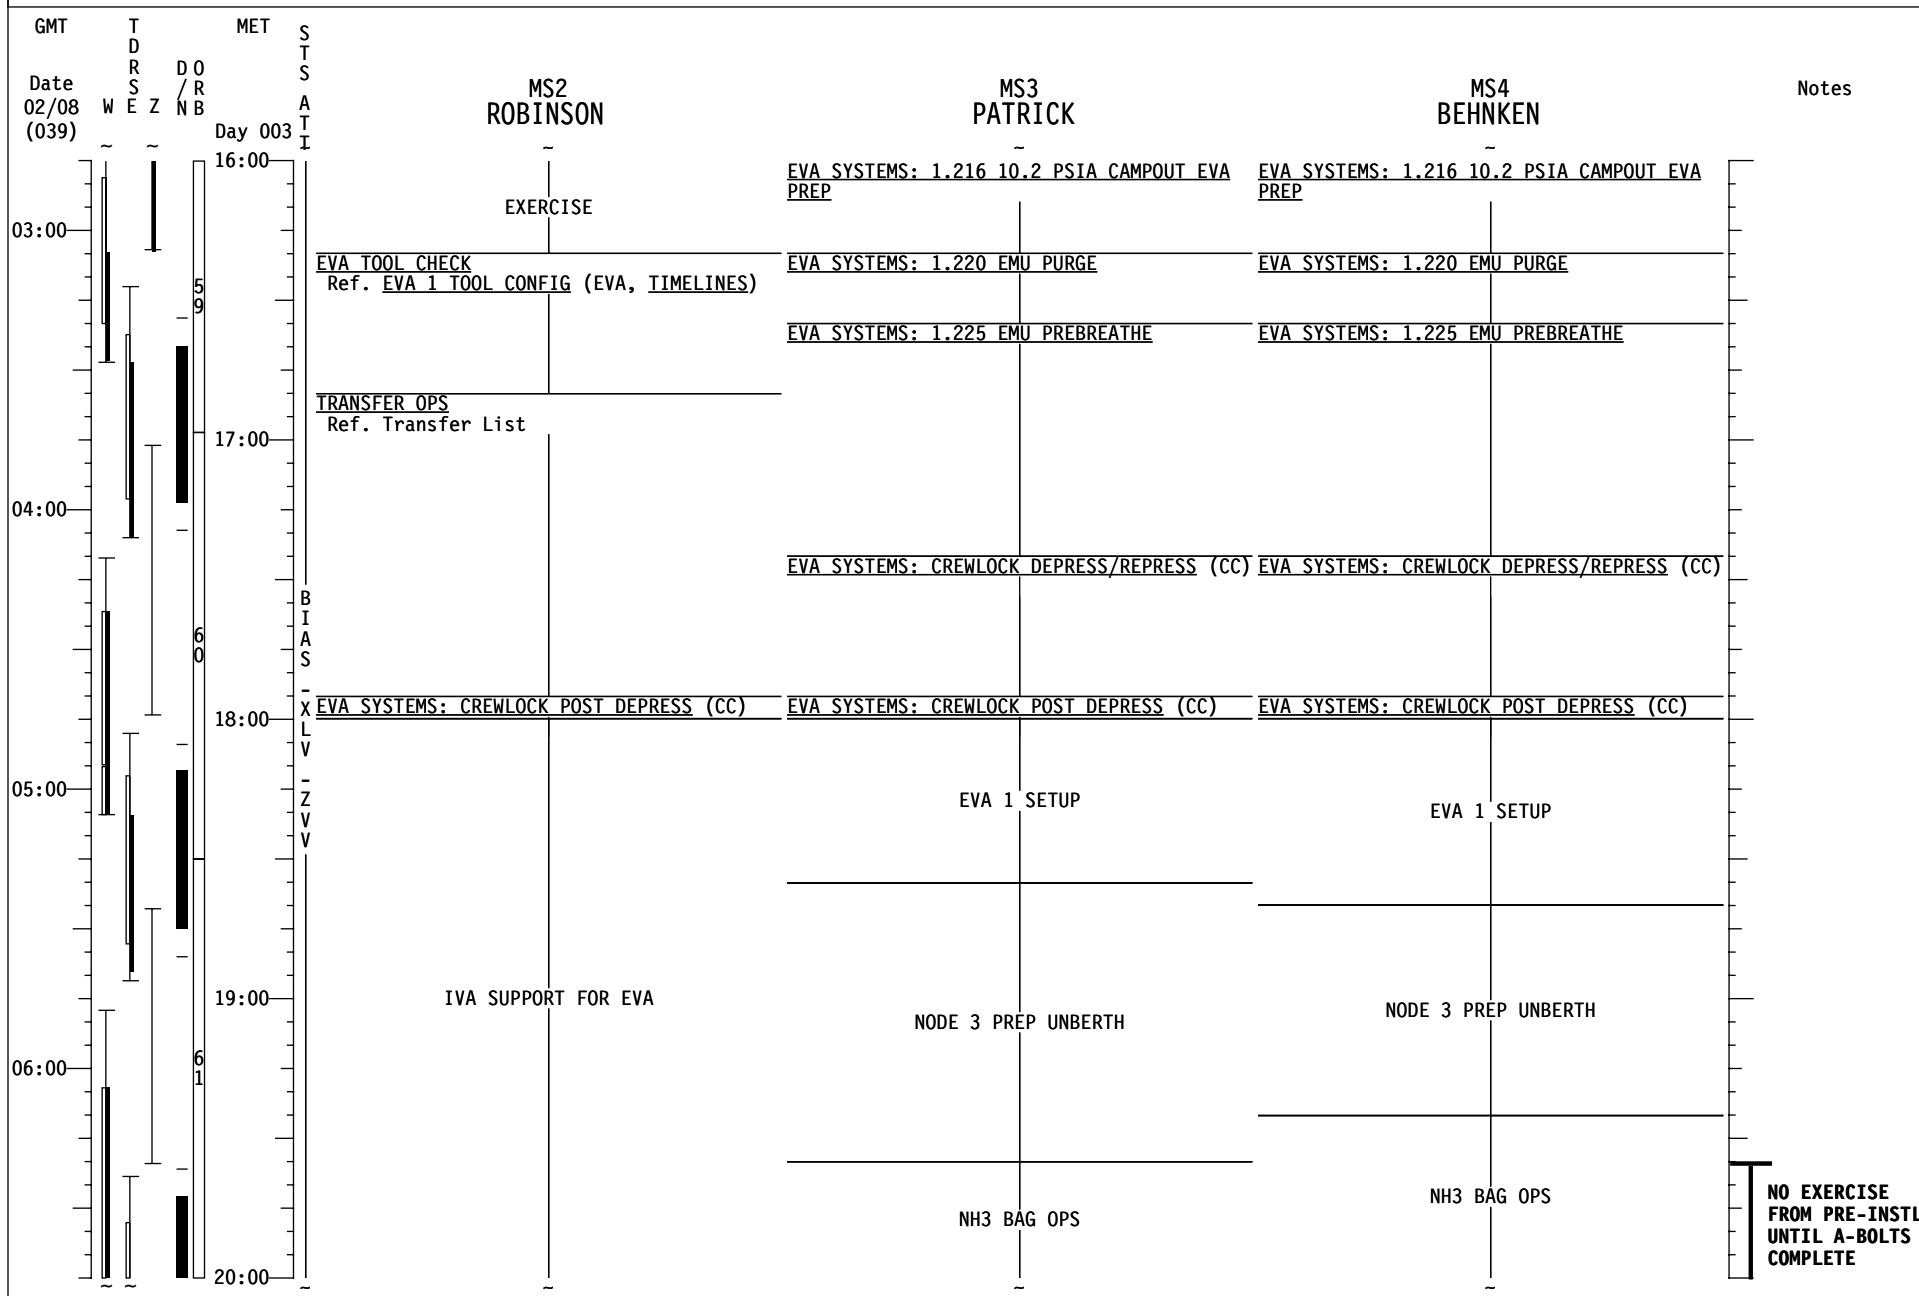 GMT
TDRS
MET
STS ATT
D/N
ORB
Date
02/08
(039)
W E Z
Day 003
MS2
ROBINSON
MS3
PATRICK
MS4
BEHNKEN
Notes
~ ~ ~ ~ ~
16:00
EXERCISE
EVA SYSTEMS: 1.216 10.2 PSIA CAMPOUT EVA
PREP
EVA SYSTEMS: 1.216 10.2 PSIA CAMPOUT EVA
PREP
03:00
EVA TOOL CHECK
Ref. EVA 1 TOOL CONFIG (EVA, TIMELINES)
EVA SYSTEMS: 1.220 EMU PURGE
EVA SYSTEMS: 1.220 EMU PURGE
59
EVA SYSTEMS: 1.225 EMU PREBREATHE
EVA SYSTEMS: 1.225 EMU PREBREATHE
TRANSFER OPS
Ref. Transfer List
17:00
04:00
EVA SYSTEMS: CREWLOCK DEPRESS/REPRESS (CC)
EVA SYSTEMS: CREWLOCK DEPRESS/REPRESS (CC)
60
BIAS -XLV -ZVV
EVA SYSTEMS: CREWLOCK POST DEPRESS (CC)
EVA SYSTEMS: CREWLOCK POST DEPRESS (CC)
EVA SYSTEMS: CREWLOCK POST DEPRESS (CC)
18:00
05:00
EVA 1 SETUP
EVA 1 SETUP
19:00
IVA SUPPORT FOR EVA
NODE 3 PREP UNBERTH
NODE 3 PREP UNBERTH
06:00
61
NH3 BAG OPS
NH3 BAG OPS
NO EXERCISE
FROM PRE-INSTL
UNTIL A-BOLTS
COMPLETE
20:00
~ ~ ~ ~ ~ ~